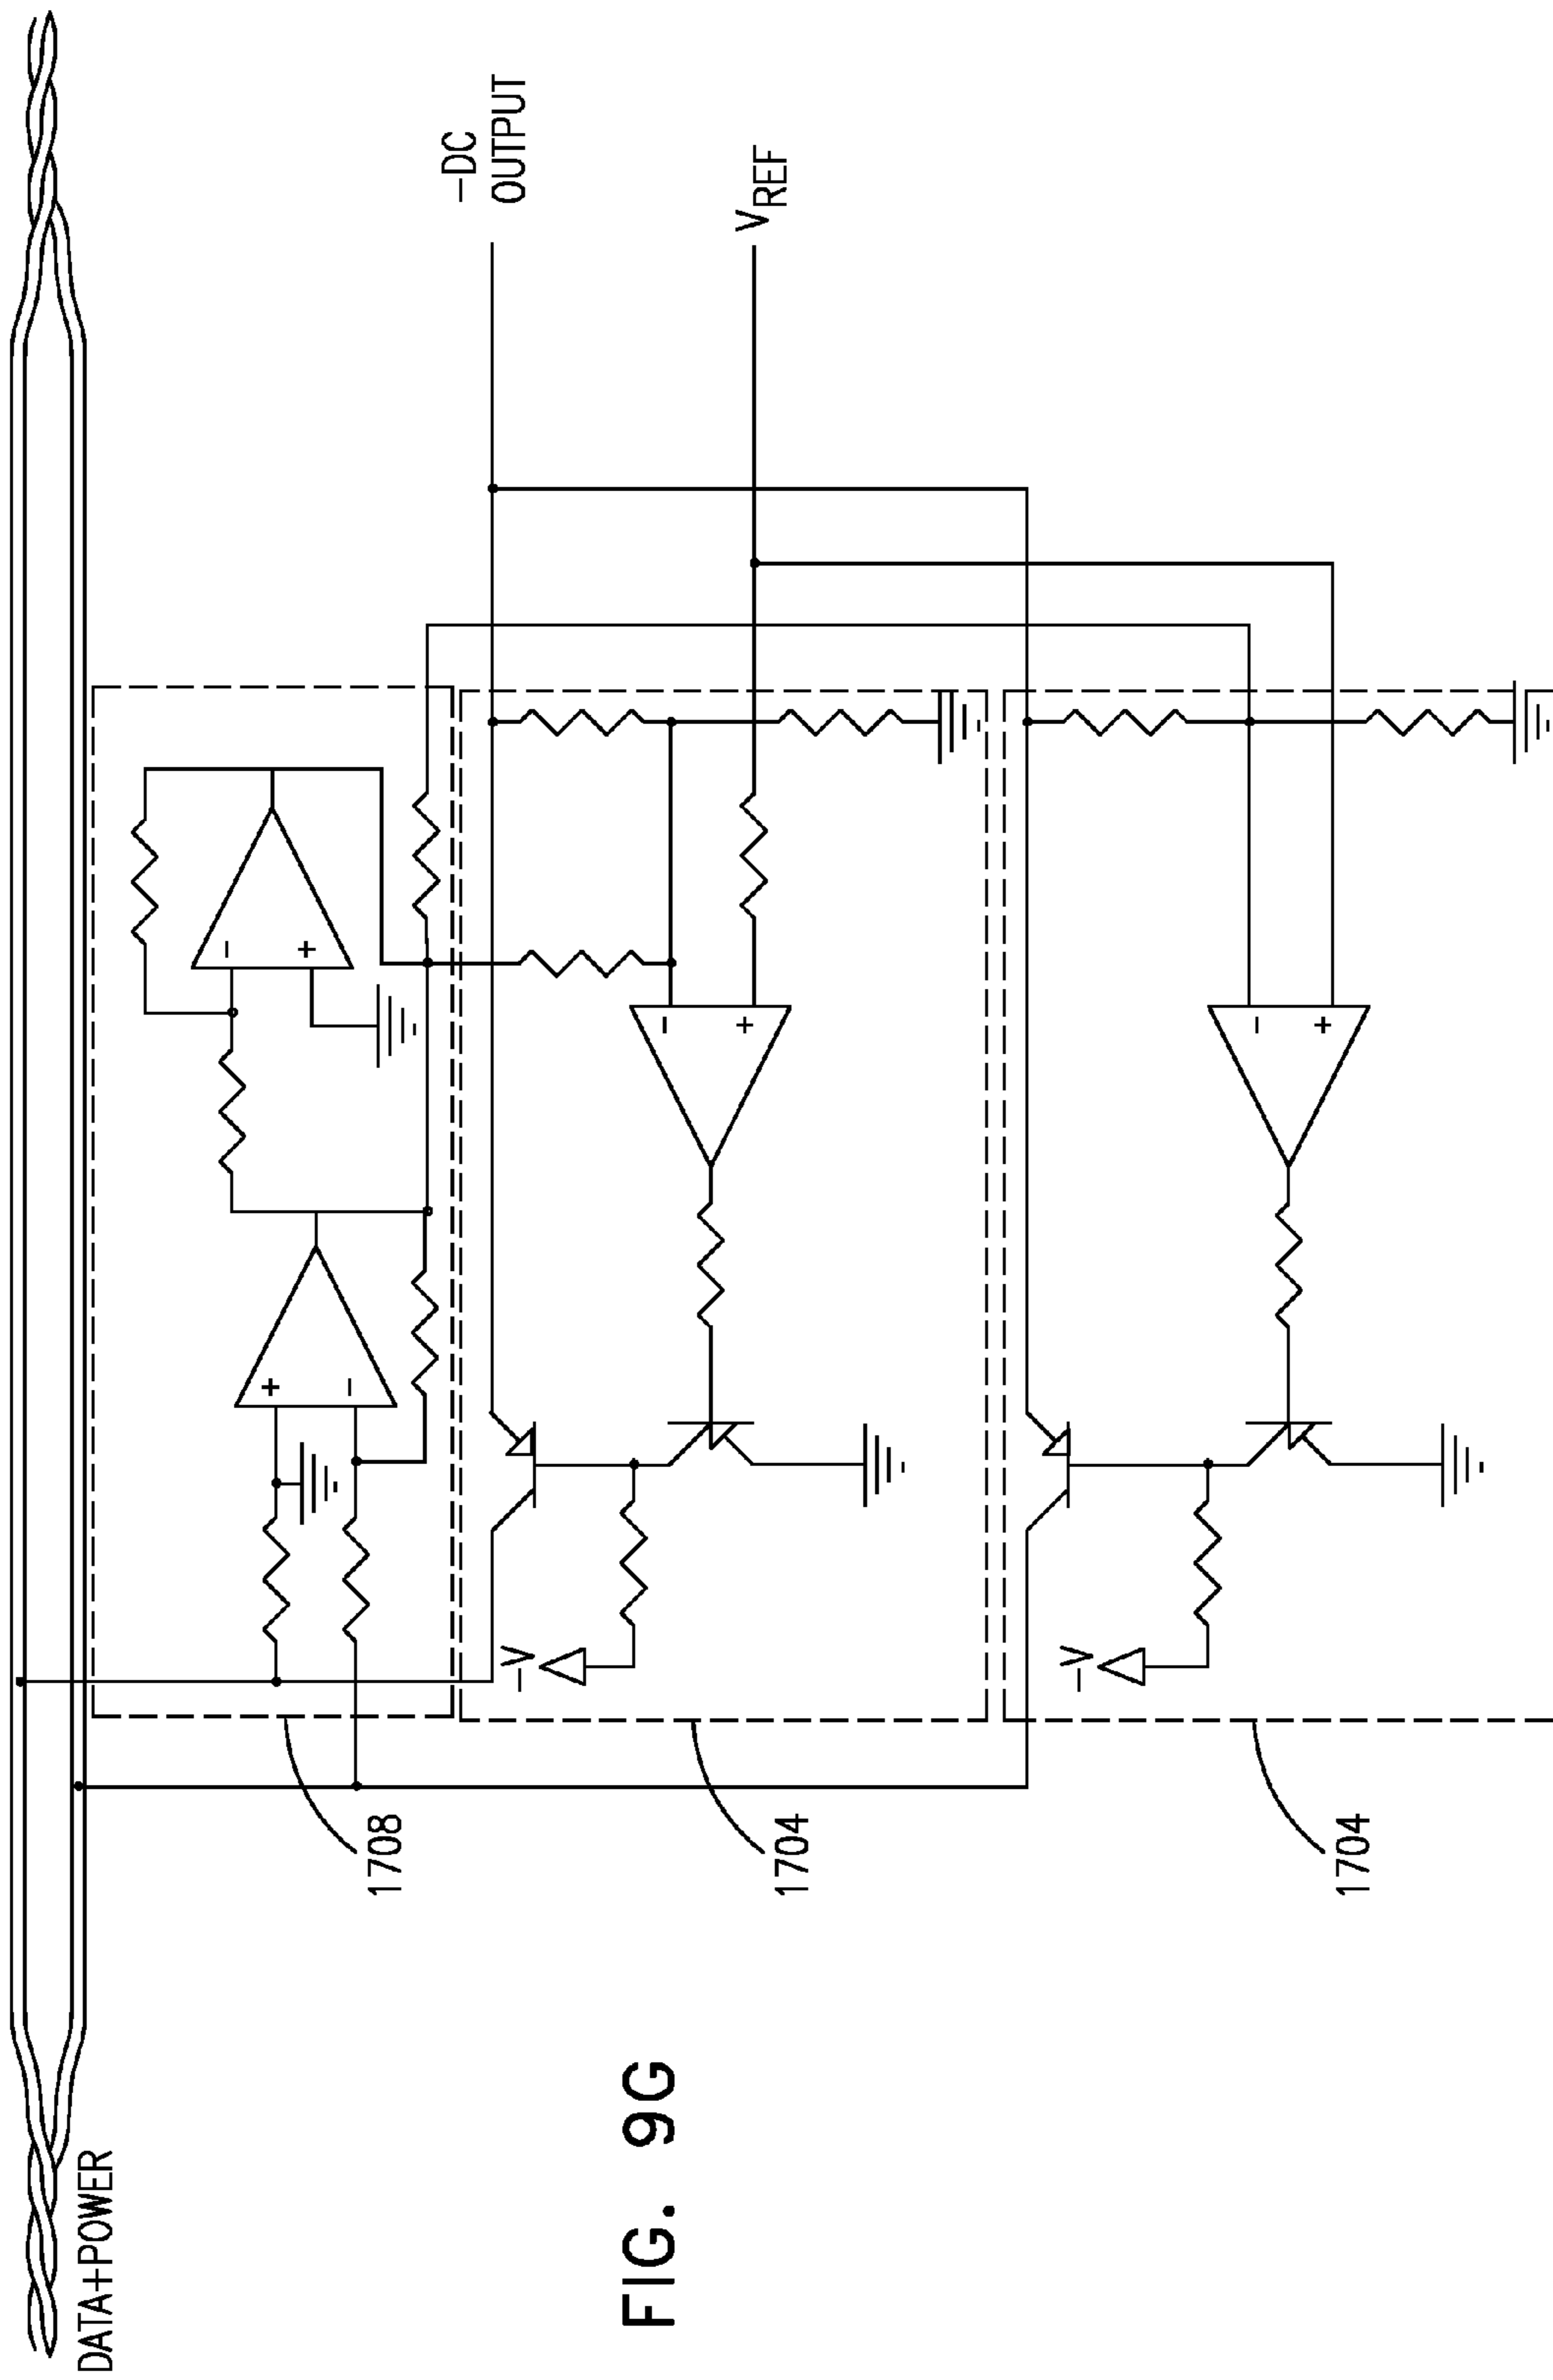 DATA+POWER
-DC
OUTPUT
VREF
1708
-
+
+
-
1704
-
+
-V
1704
-
+
-V
FIG. 9G